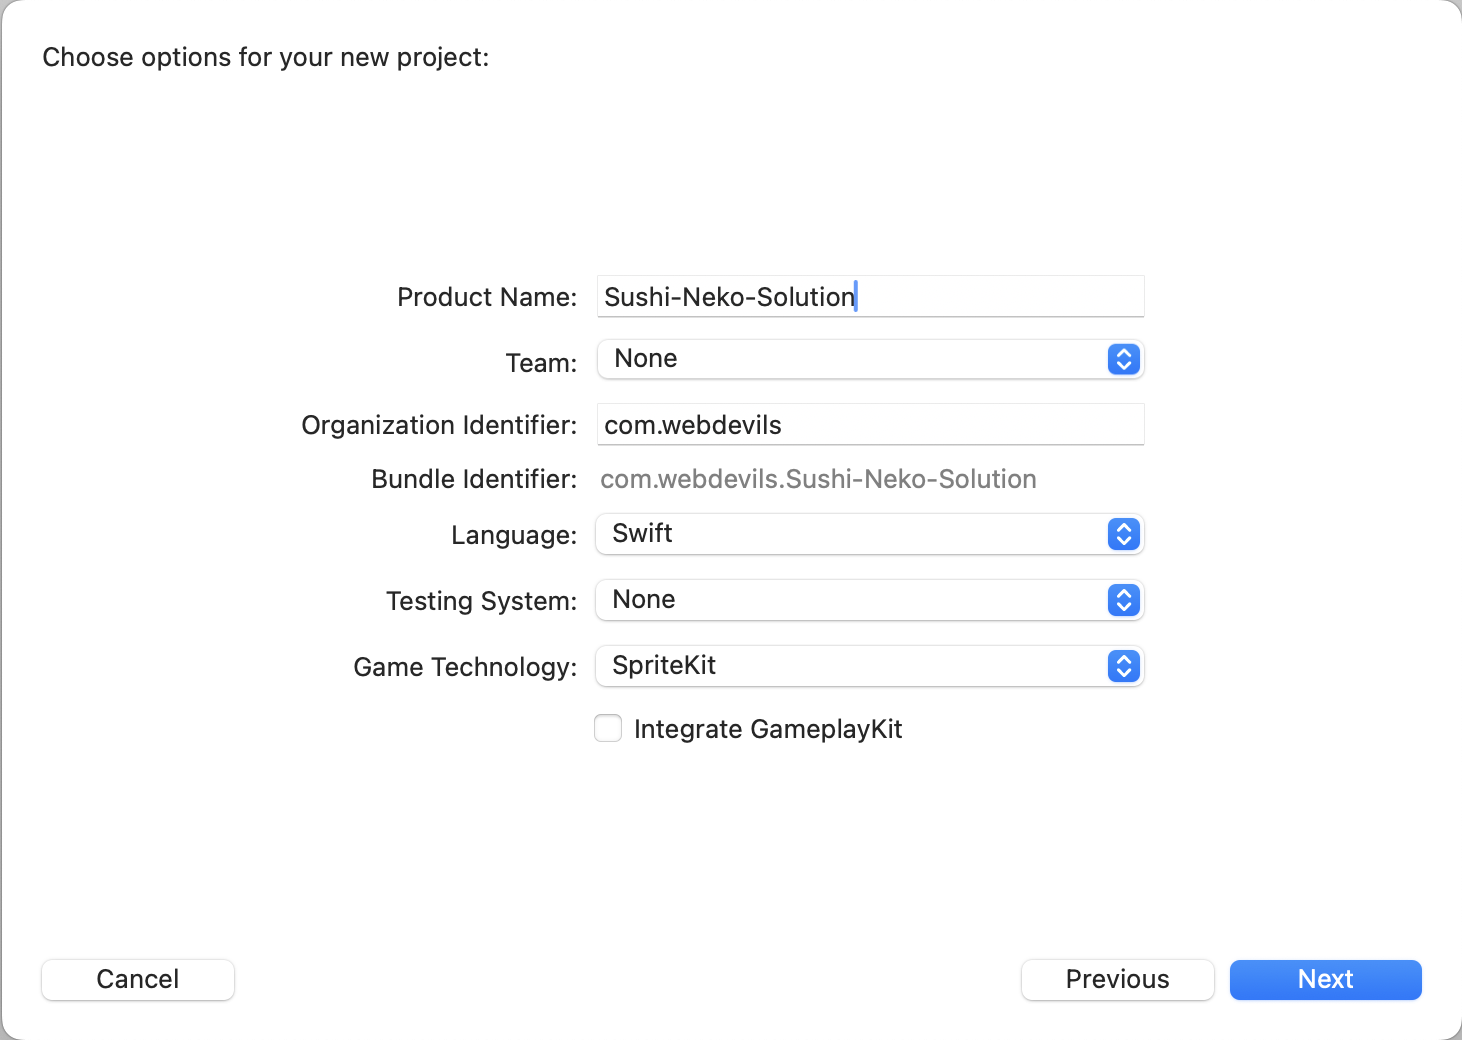 Choose options for your new project:
Product Name: Sushi-Neko-Solution
Team: None
Organization Identifier: com.webdevils
Bundle Identifier: com.webdevils.Sushi-Neko-Solution
Language: Swift
Testing System: None
Game Technology: SpriteKit
Integrate GameplayKit
Cancel Previous Next